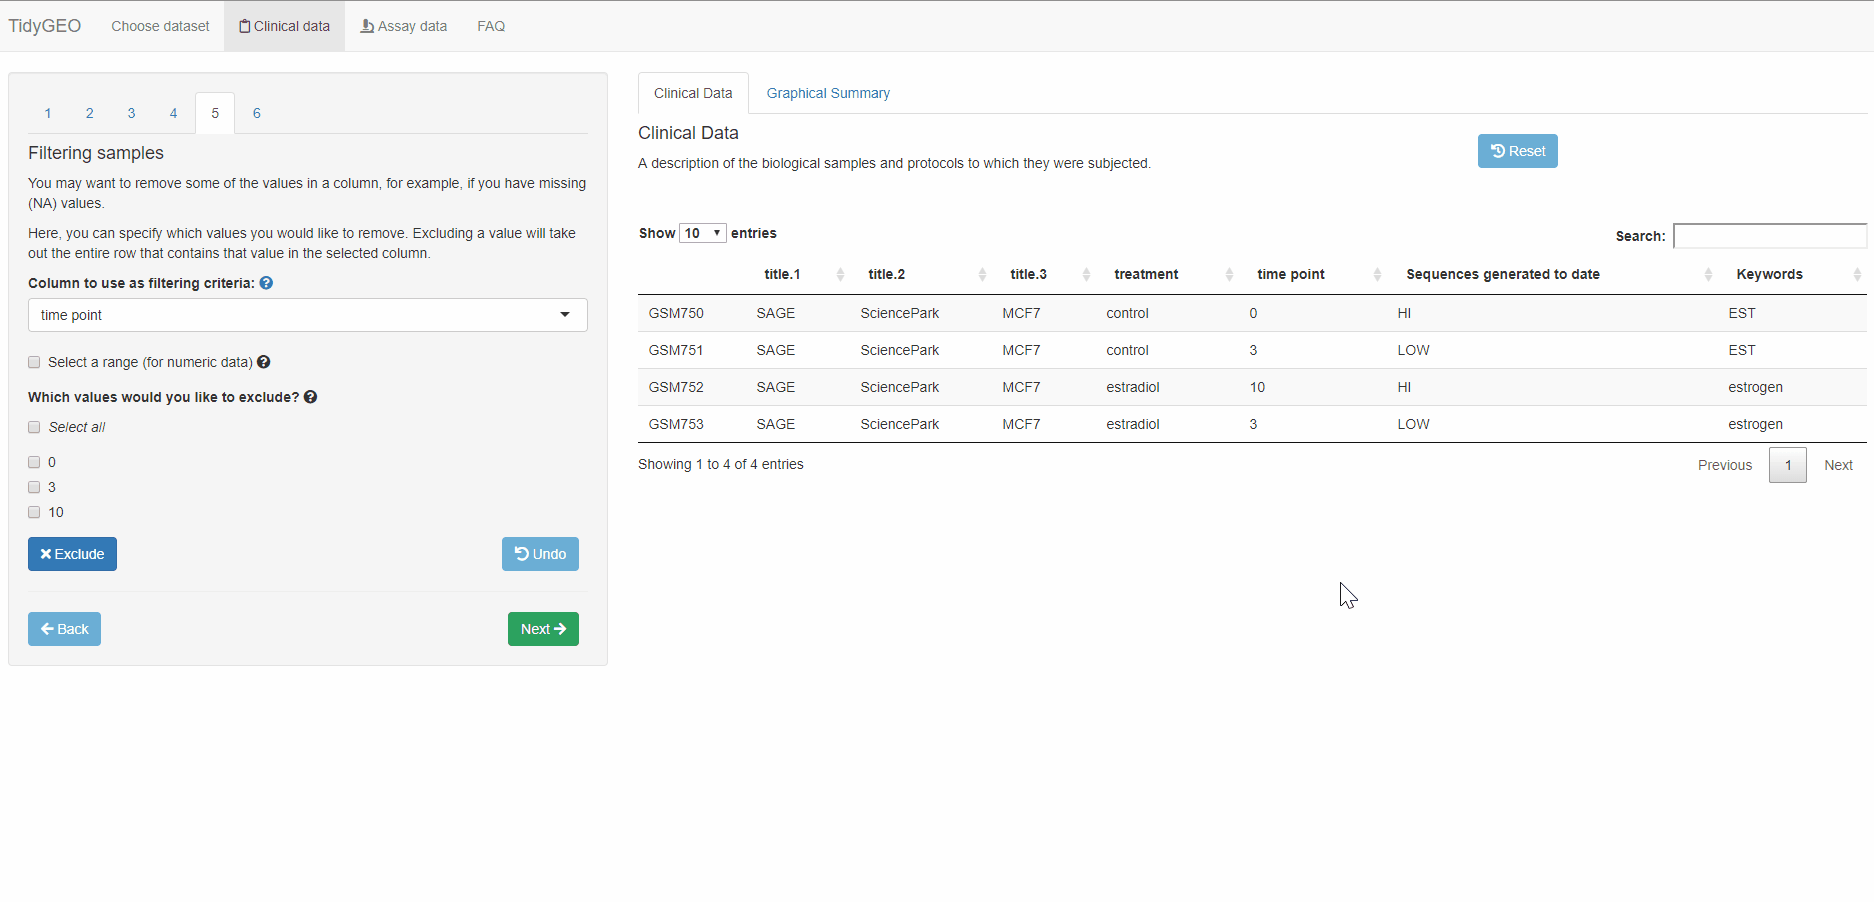 TidyGEO Choose dataset Clinical data Assay data FAQ
1 2 3 4 5 6
Filtering samples
You may want to remove some of the values in a column, for example, if you have missing
(NA) values.
Here, you can specify which values you would like to remove. Excluding a value will take
out the entire row that contains that value in the selected column.
Column to use as filtering criteria: ?
time point
Select a range (for numeric data) ?
Which values would you like to exclude? ?
Select all
0
3
10
Exclude Undo
Back Next
Clinical Data Graphical Summary
Clinical Data
Reset
A description of the biological samples and protocols to which they were subjected.
Show 10 entries
Search:
title.1 title.2 title.3 treatment time point Sequences generated to date Keywords
GSM750 SAGE SciencePark MCF7 control 0 HI EST
GSM751 SAGE SciencePark MCF7 control 3 LOW EST
GSM752 SAGE SciencePark MCF7 estradiol 10 HI estrogen
GSM753 SAGE SciencePark MCF7 estradiol 3 LOW estrogen
Showing 1 to 4 of 4 entries
Previous 1 Next